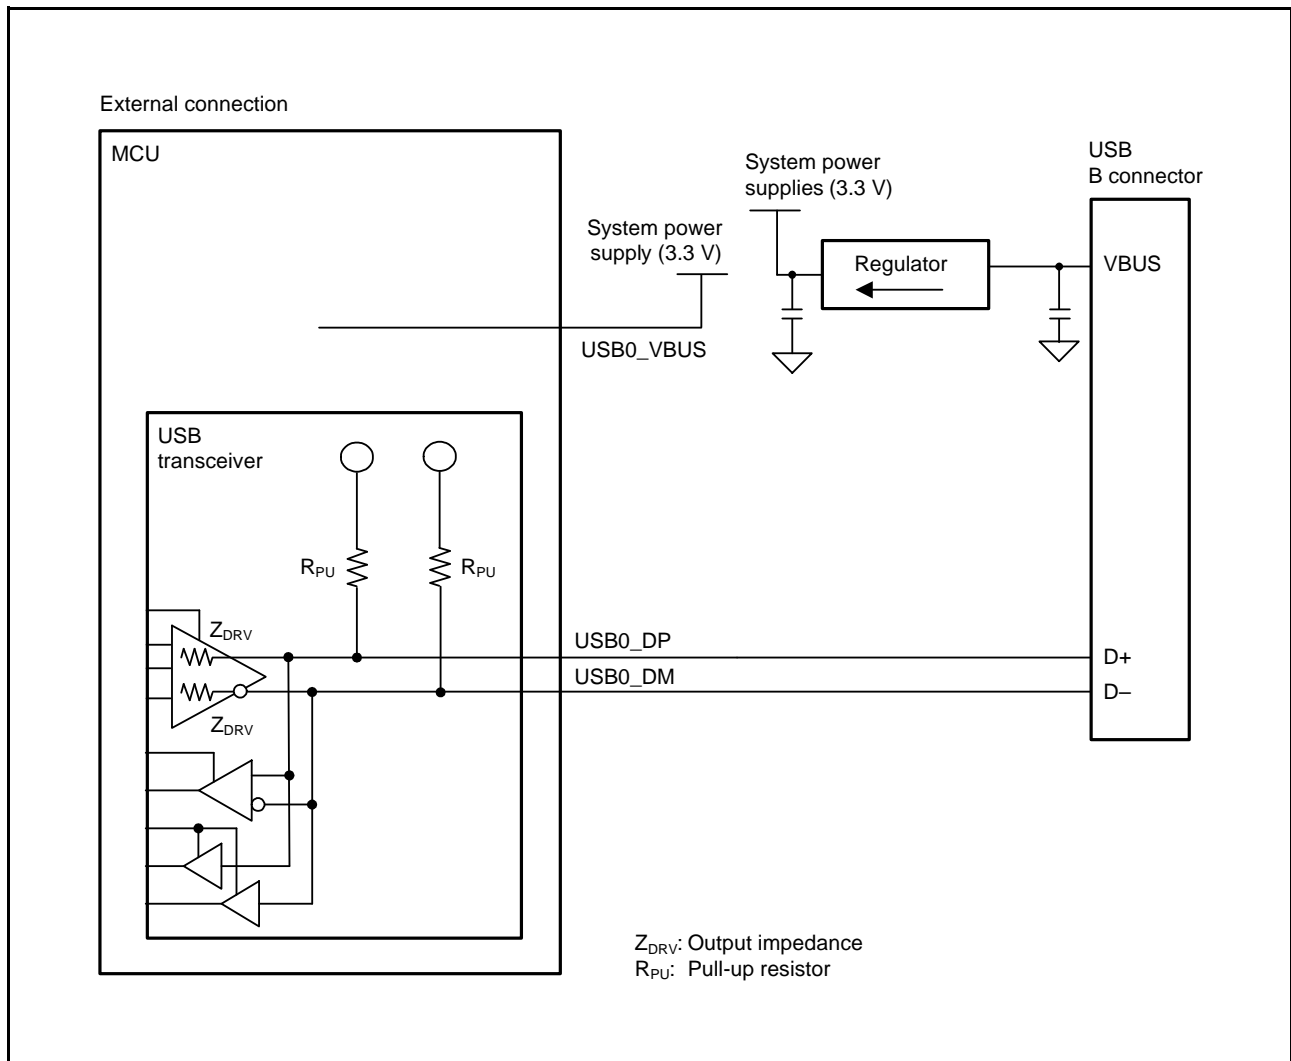 External connection
MCU
USB
B connector
System power
supplies (3.3 V)
System power
supply (3.3 V)
Regulator
VBUS
USB0_VBUS
USB
transceiver
RPU
RPU
ZDRV
USB0_DP
D+
USB0_DM
D–
ZDRV
ZDRV: Output impedance
RPU: Pull-up resistor